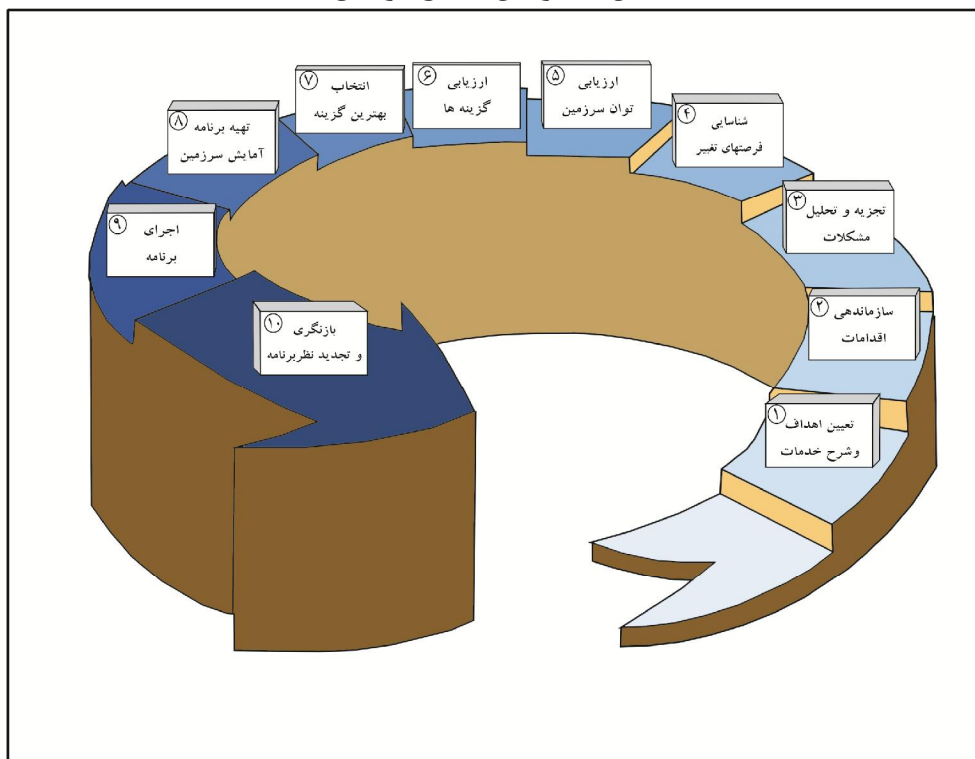 ۱
تعیین اهداف
وشرح خدمات
۲
سازماندهی
اقدامات
۳
تجزیه و تحلیل
مشکلات
۴
شناسایی
فرصتهای تغییر
۵
ارزیابی
توان سرزمین
۶
ارزیابی
گزینه ها
۷
انتخاب
بهترین گزینه
۸
تهیه برنامه
آمایش سرزمین
۹
اجرای
برنامه
۱۰
بازنگری
و تجدید نظربرنامه